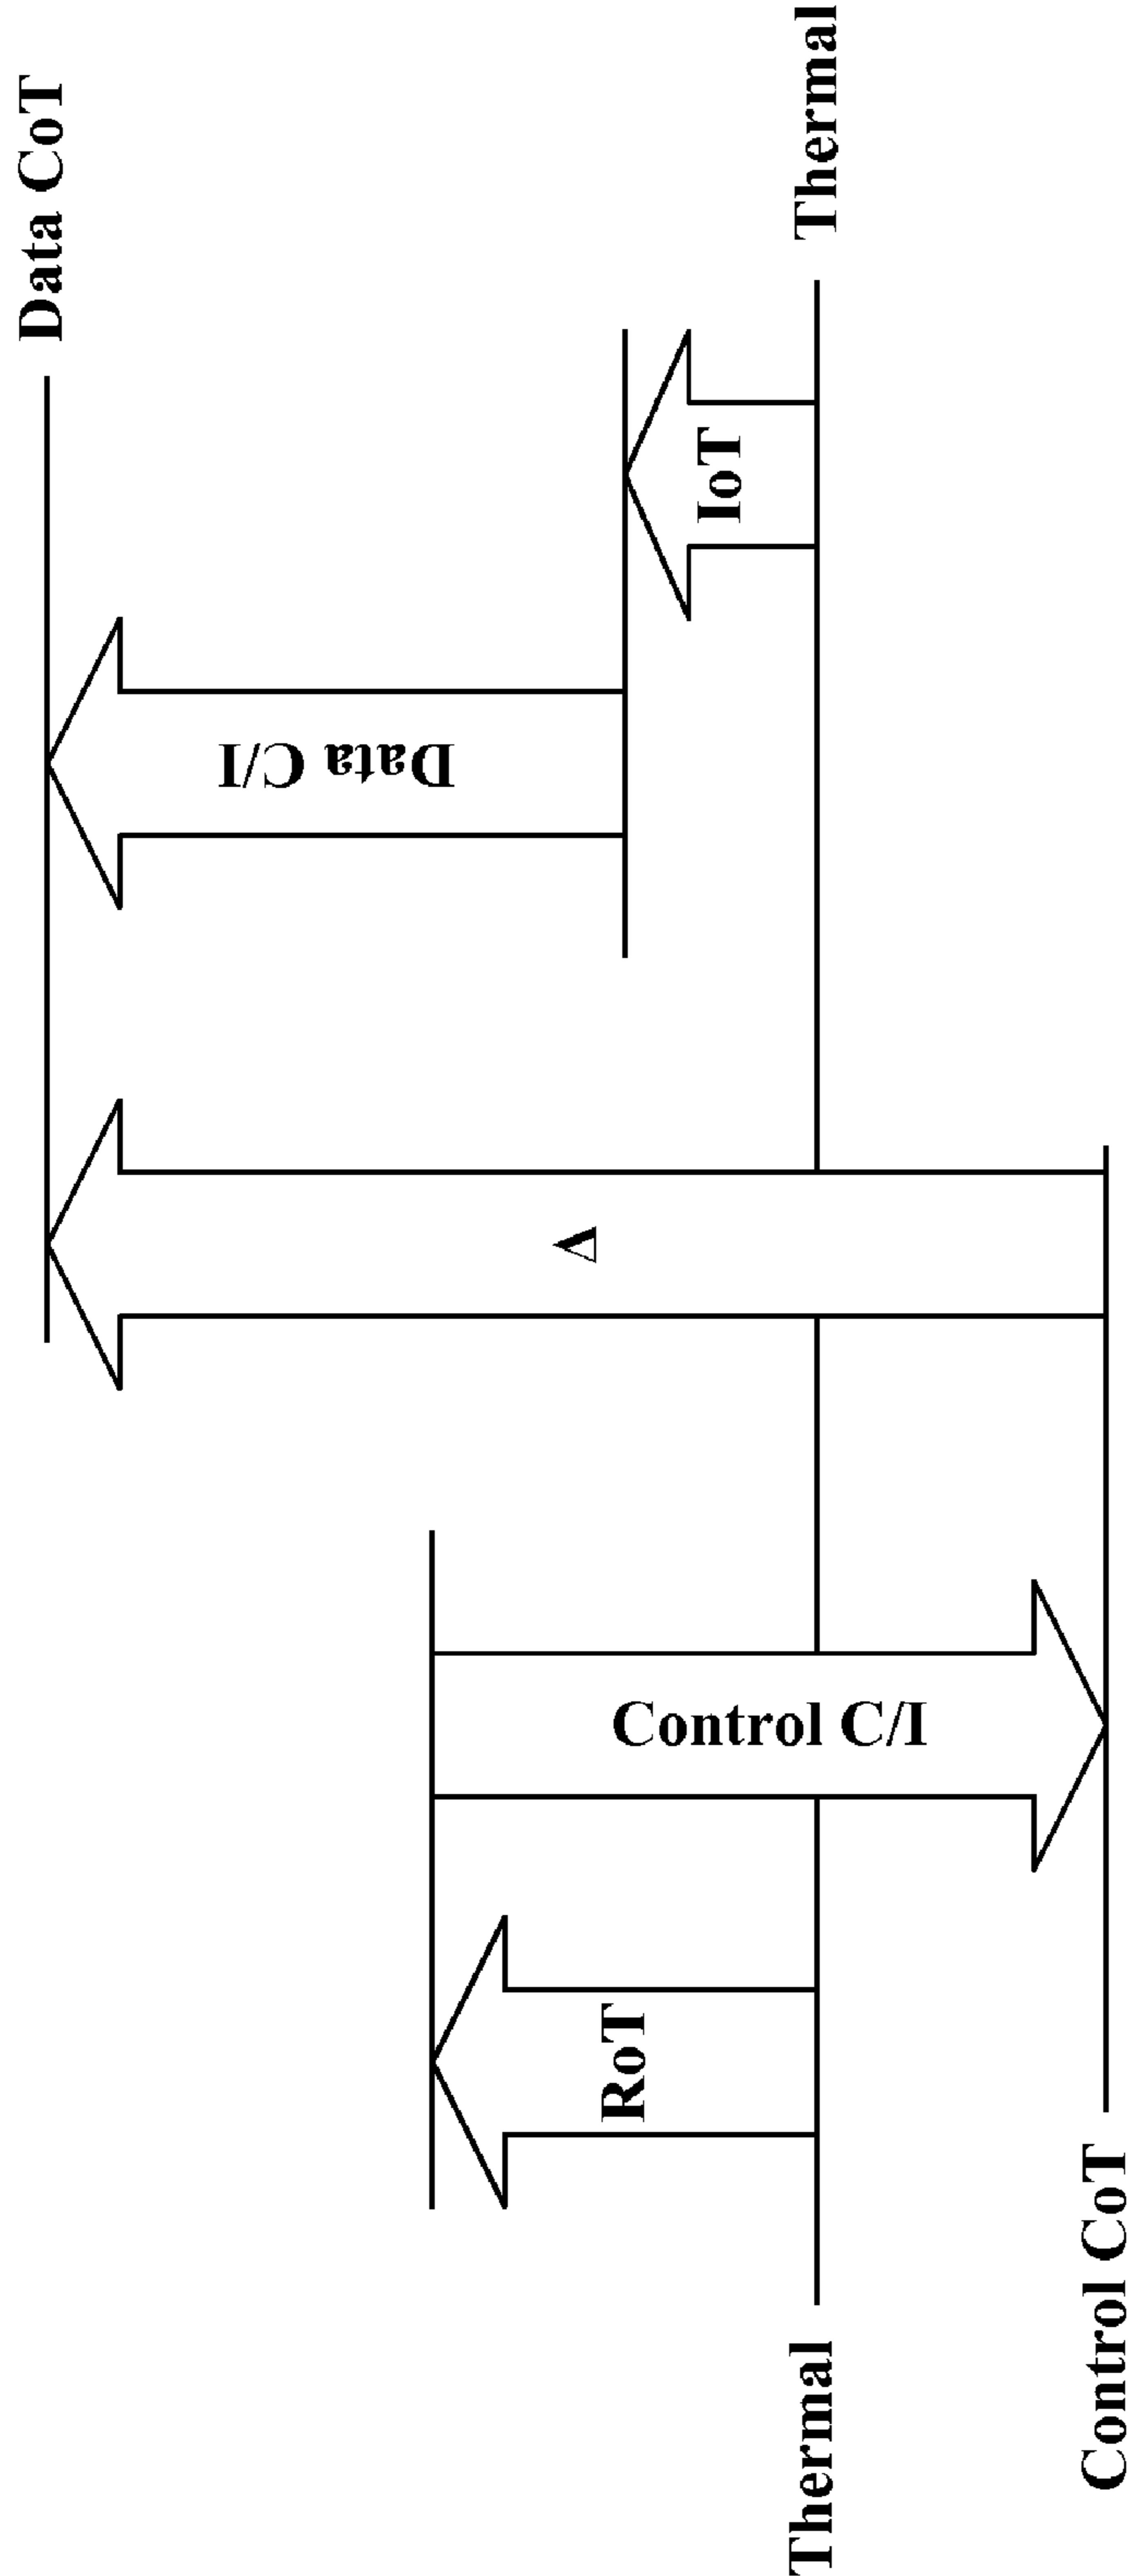 Data CoT
Data C/I
Δ
RoT
IoT
Control C/I
Thermal
Thermal
Control CoT